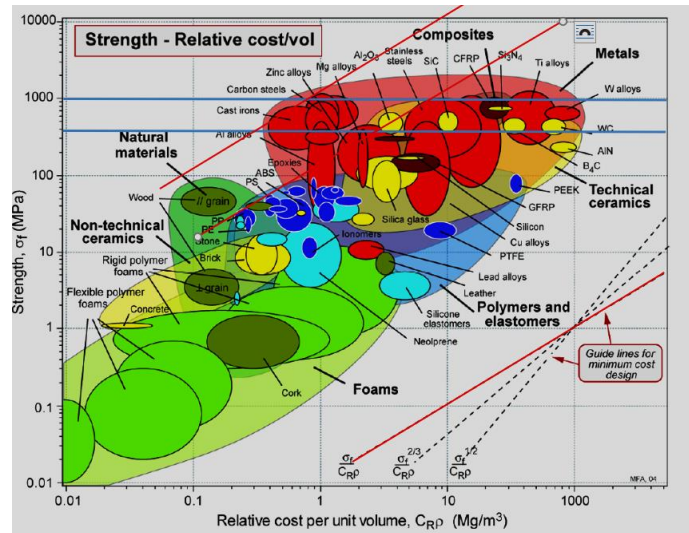 Strength - Relative cost/vol
Composites
Metals
Al₂O₃
Stainless
steels
SiC
CFRP
Si₃N₄
Ti alloys
Mg alloys
Zinc alloys
Carbon steels
Cast irons
W alloys
Al alloys
WC
AlN
B₄C
Natural
materials
Epoxies
ABS
PS
Technical
ceramics
PEEK
GFRP
Silicon
Cu alloys
Wood
// grain
Silica glass
PP
PE
Non-technical
ceramics
Stone
Ionomers
PTFE
Brick
Rigid polymer
foams
⊥ grain
Lead alloys
Leather
Polymers and
elastomers
Flexible polymer
foams
Concrete
Silicone
elastomers
Neoprene
Guide lines for
minimum cost
design
Foams
Cork
σf
CRρ
σf 2/3
CRρ
σf 1/2
CRρ
MFA, 04
Strength, σf (MPa)
10000
1000
100
10
1
0.1
0.01
0.01
0.1
1
10
100
1000
Relative cost per unit volume, CRρ (Mg/m³)